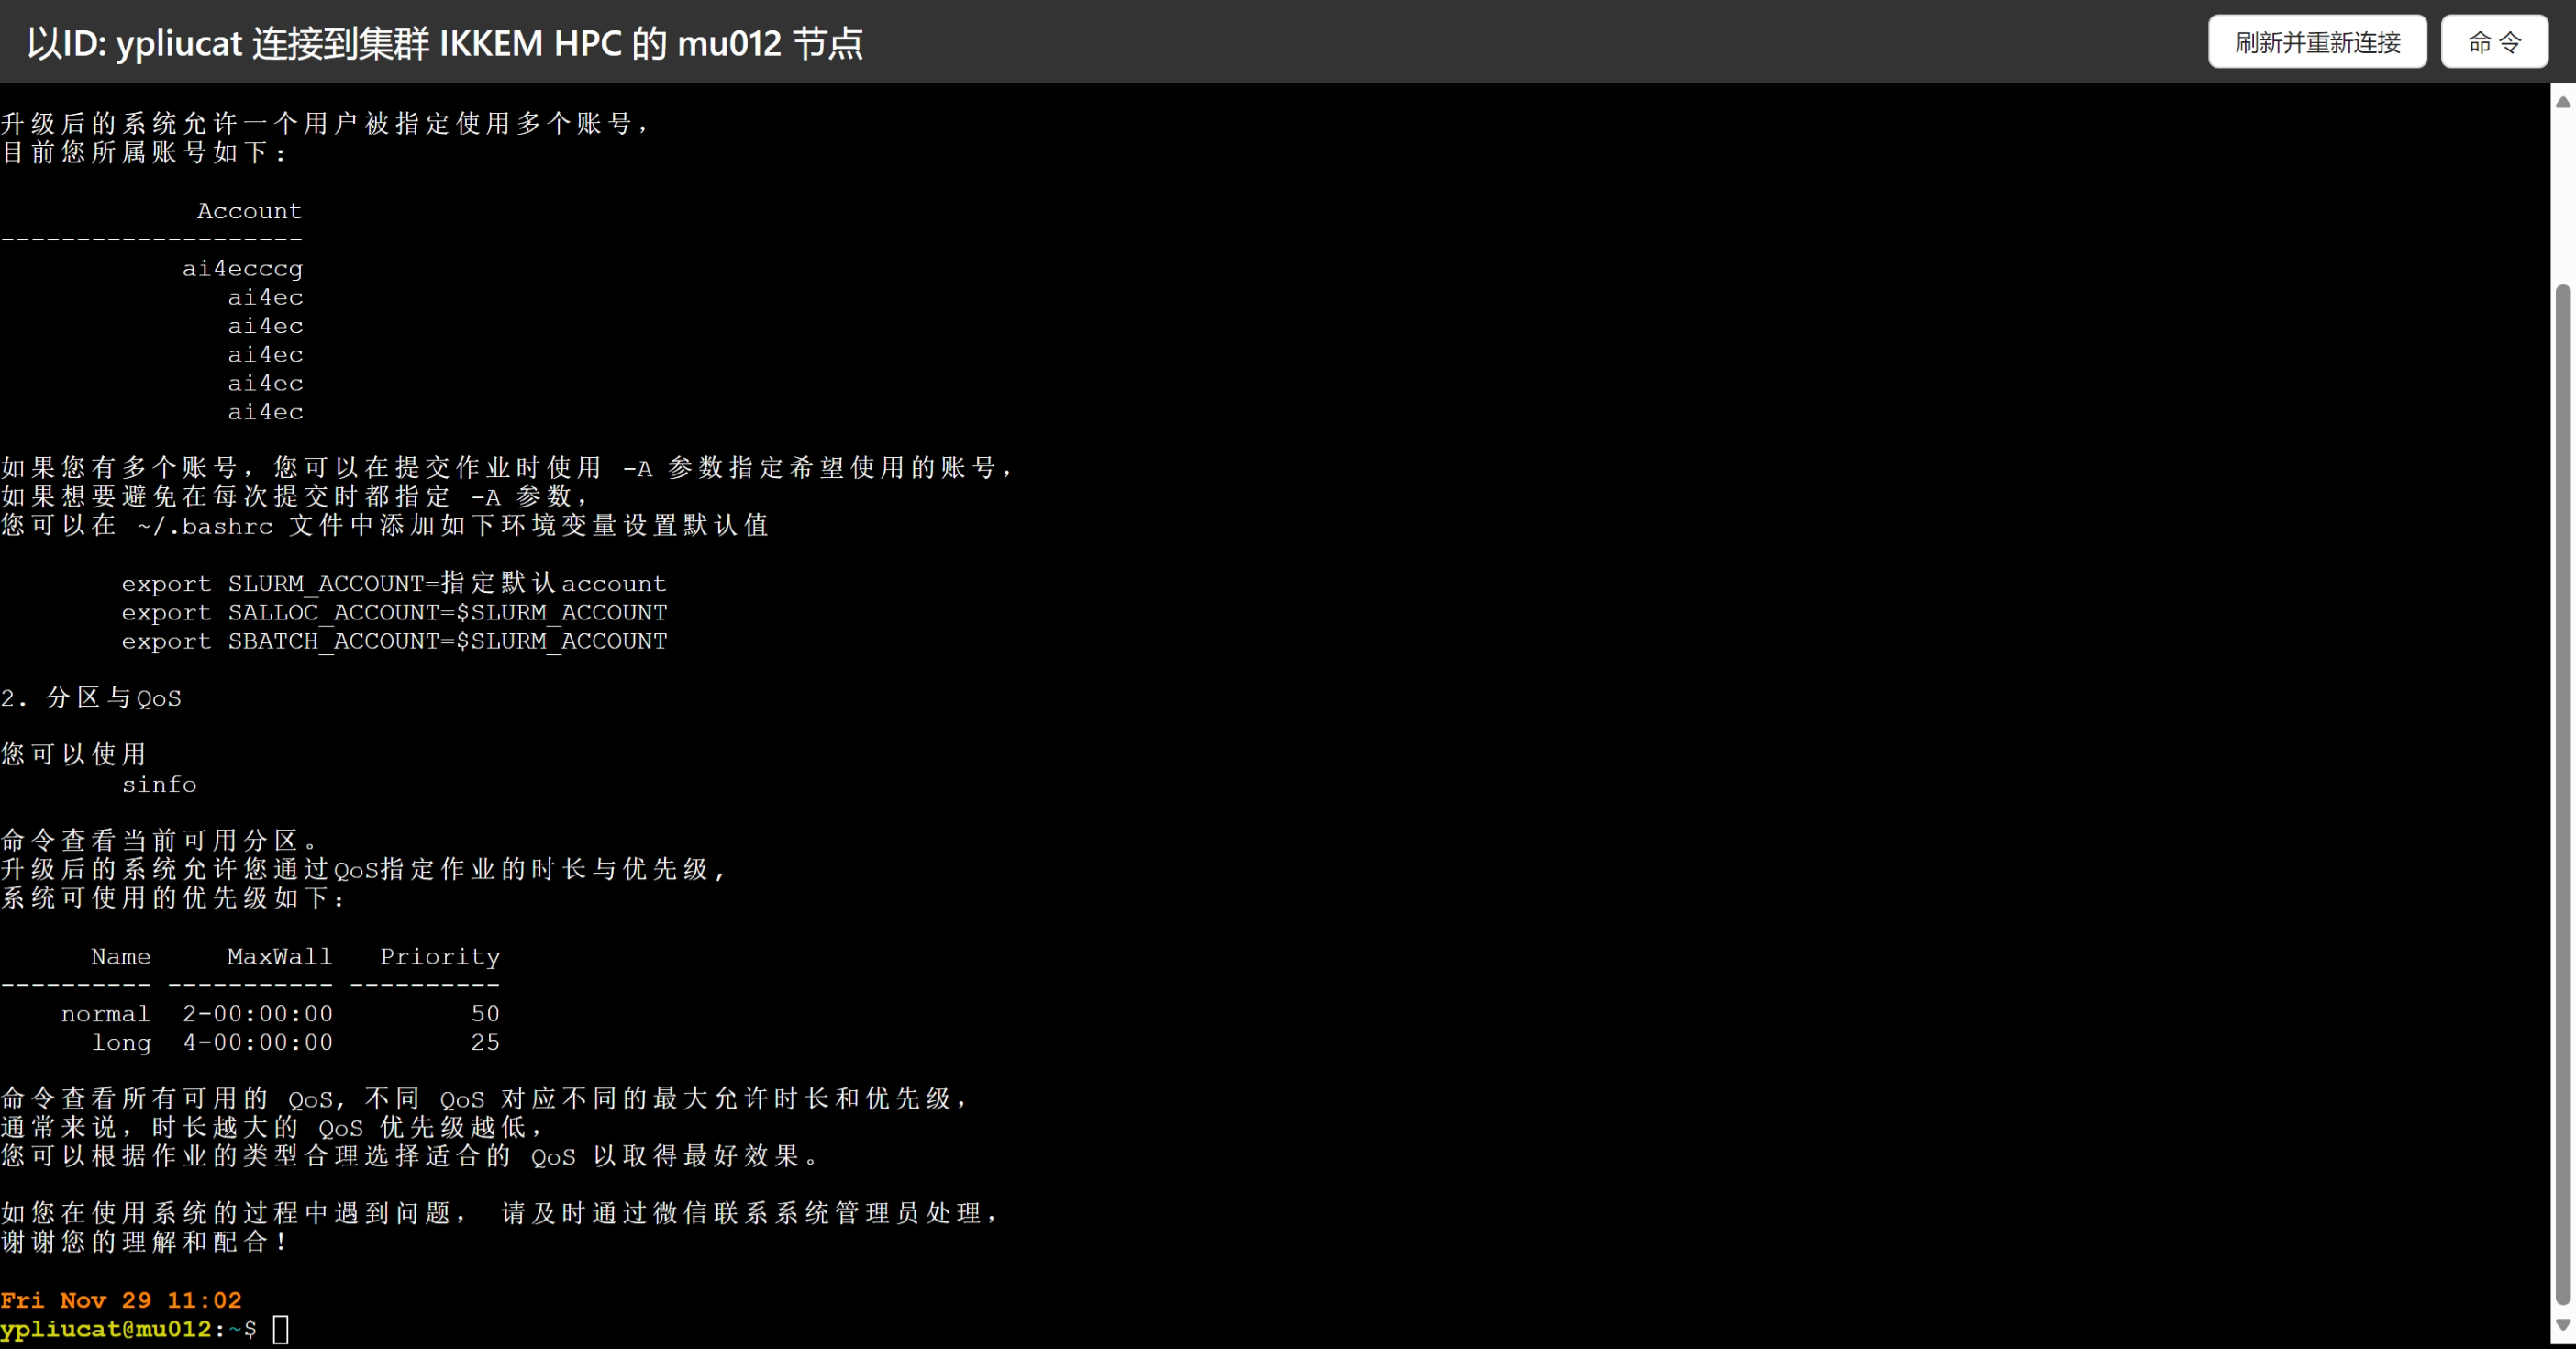 以ID: ypliucat 连接到集群 IKKEM HPC 的 mu012 节点
刷新并重新连接
命 令
升级后的系统允许一个用户被指定使用多个账号，
目前您所属账号如下：
Account
--------------------
ai4ecccg
ai4ec
ai4ec
ai4ec
ai4ec
ai4ec
如果您有多个账号，您可以在提交作业时使用 -A 参数指定希望使用的账号，
如果想要避免在每次提交时都指定 -A 参数，
您可以在 ~/.bashrc 文件中添加如下环境变量设置默认值
export SLURM_ACCOUNT=指定默认account
export SALLOC_ACCOUNT=$SLURM_ACCOUNT
export SBATCH_ACCOUNT=$SLURM_ACCOUNT
2. 分区与QoS
您可以使用
sinfo
命令查看当前可用分区。
升级后的系统允许您通过QoS指定作业的时长与优先级,
系统可使用的优先级如下：
Name MaxWall Priority
---------- ----------- ----------
normal 2-00:00:00 50
long 4-00:00:00 25
命令查看所有可用的 QoS，不同 QoS 对应不同的最大允许时长和优先级，
通常来说，时长越大的 QoS 优先级越低，
您可以根据作业的类型合理选择适合的 QoS 以取得最好效果。
如您在使用系统的过程中遇到问题， 请及时通过微信联系系统管理员处理，
谢谢您的理解和配合！
Fri Nov 29 11:02
ypliucat@mu012:~$